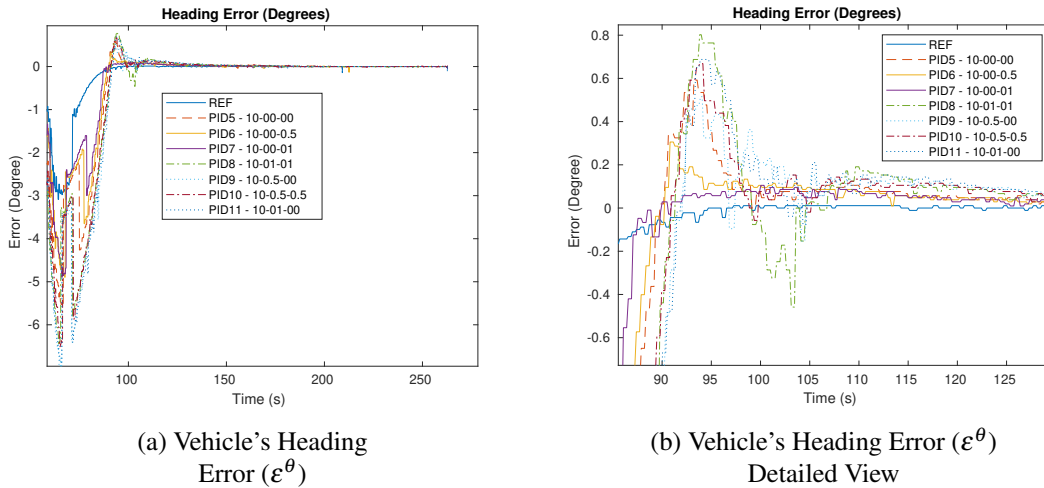 Heading Error (Degrees)
Error (Degree)
0
-1
-2
-3
-4
-5
-6
REF
PID5 - 10-00-00
PID6 - 10-00-0.5
PID7 - 10-00-01
PID8 - 10-01-01
PID9 - 10-0.5-00
PID10 - 10-0.5-0.5
PID11 - 10-01-00
100
150
200
250
Time (s)
(a) Vehicle's Heading
Error (ε^θ)
Heading Error (Degrees)
Error (Degree)
0.8
0.6
0.4
0.2
0
-0.2
-0.4
-0.6
REF
PID5 - 10-00-00
PID6 - 10-00-0.5
PID7 - 10-00-01
PID8 - 10-01-01
PID9 - 10-0.5-00
PID10 - 10-0.5-0.5
PID11 - 10-01-00
90
95
100
105
110
115
120
125
Time (s)
(b) Vehicle's Heading Error (ε^θ)
Detailed View